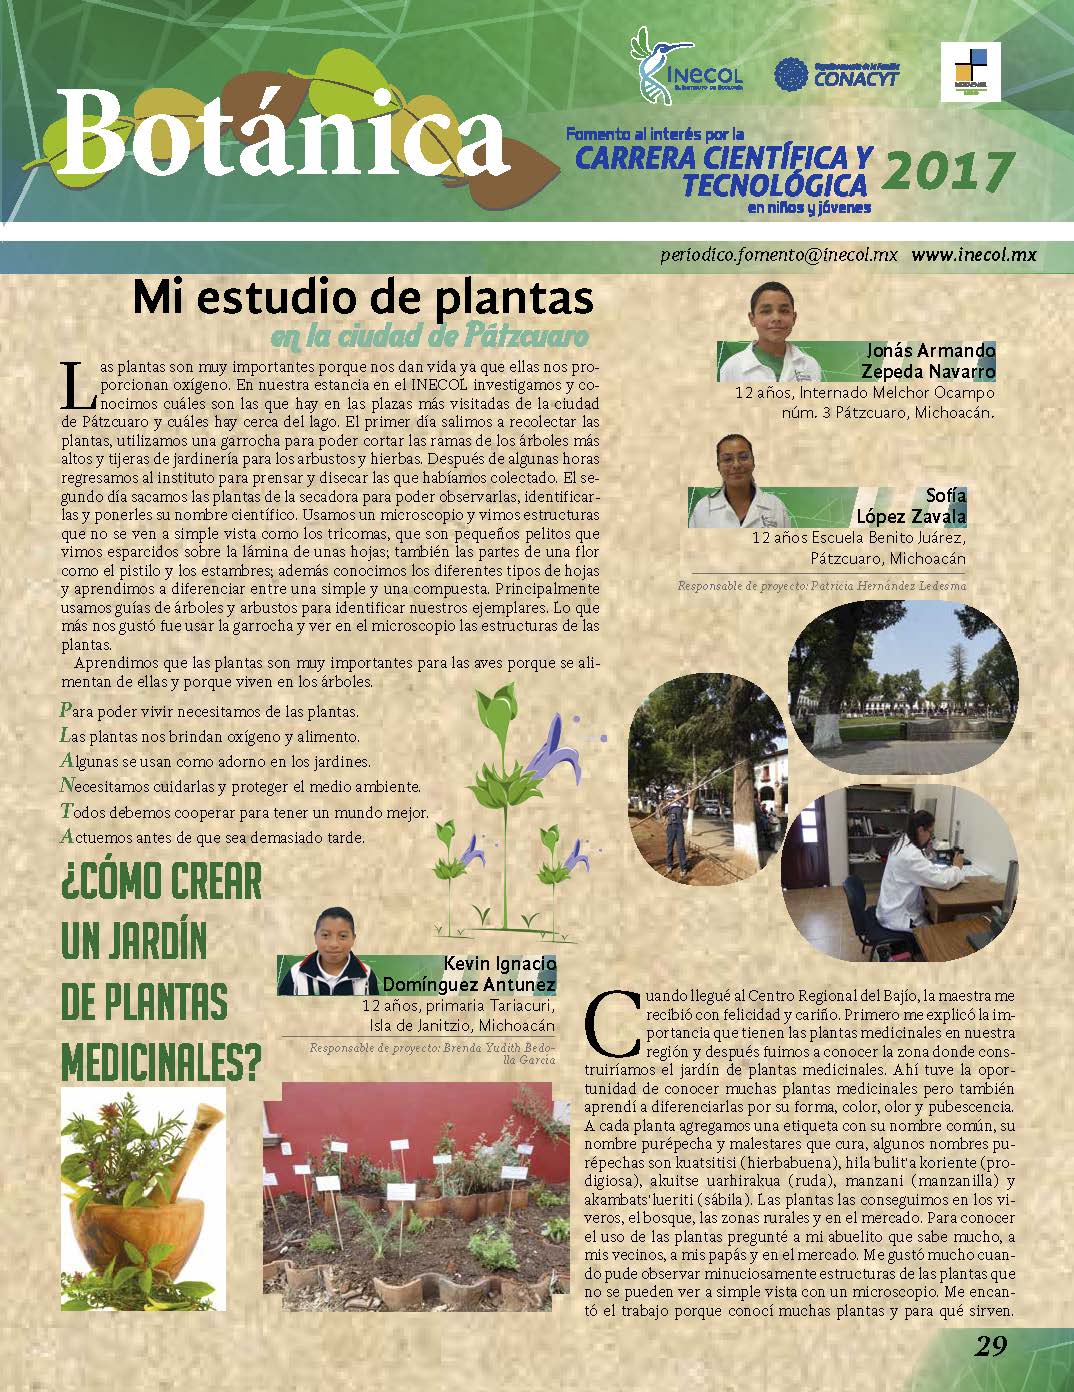 Botánica
INECOL
EL INSTITUTO DE ECOLOGÍA
CONACYT
Fomento al interés por la
CARRERA CIENTÍFICA Y
TECNOLÓGICA
en niños y jóvenes
2017
periodico.fomento@inecol.mx www.inecol.mx
Mi estudio de plantas
en la ciudad de Pátzcuaro
Las plantas son muy importantes porque nos dan vida ya que ellas nos pro-
porcionan oxígeno. En nuestra estancia en el INECOL investigamos y co-
nocimos cuáles son las que hay en las plazas más visitadas de la ciudad
de Pátzcuaro y cuáles hay cerca del lago. El primer día salimos a recolectar las
plantas, utilizamos una garrocha para poder cortar las ramas de los árboles más
altos y tijeras de jardinería para los arbustos y hierbas. Después de algunas horas
regresamos al instituto para prensar y disecar las que habíamos colectado. El se-
gundo día sacamos las plantas de la secadora para poder observarlas, identificar-
las y ponerles su nombre científico. Usamos un microscopio y vimos estructuras
que no se ven a simple vista como los tricomas, que son pequeños pelitos que
vimos esparcidos sobre la lámina de unas hojas; también las partes de una flor
como el pistilo y los estambres; además conocimos los diferentes tipos de hojas
y aprendimos a diferenciar entre una simple y una compuesta. Principalmente
usamos guías de árboles y arbustos para identificar nuestros ejemplares. Lo que
más nos gustó fue usar la garrocha y ver en el microscopio las estructuras de las
plantas.
Aprendimos que las plantas son muy importantes para las aves porque se ali-
mentan de ellas y porque viven en los árboles.
Para poder vivir necesitamos de las plantas.
Las plantas nos brindan oxígeno y alimento.
Algunas se usan como adorno en los jardines.
Necesitamos cuidarlas y proteger el medio ambiente.
Todos debemos cooperar para tener un mundo mejor.
Actuemos antes de que sea demasiado tarde.
Jonás Armando
Zepeda Navarro
12 años, Internado Melchor Ocampo
núm. 3 Pátzcuaro, Michoacán.
Sofía
López Zavala
12 años Escuela Benito Juárez,
Pátzcuaro, Michoacán
Responsable de proyecto: Patricia Hernández Ledesma
¿CÓMO CREAR
UN JARDÍN
DE PLANTAS
MEDICINALES?
Kevin Ignacio
Domínguez Antunez
12 años, primaria Tariacuri,
Isla de Janitzio, Michoacán
Responsable de proyecto: Brenda Yudith Bedo-
lla García
Cuando llegué al Centro Regional del Bajío, la maestra me
recibió con felicidad y cariño. Primero me explicó la im-
portancia que tienen las plantas medicinales en nuestra
región y después fuimos a conocer la zona donde cons-
truiríamos el jardín de plantas medicinales. Ahí tuve la opor-
tunidad de conocer muchas plantas medicinales pero también
aprendí a diferenciarlas por su forma, color, olor y pubescencia.
A cada planta agregamos una etiqueta con su nombre común, su
nombre purépecha y malestares que cura, algunos nombres pu-
répechas son kuatsitisi (hierbabuena), hila bulit'a koriente (pro-
digiosa), akuitse uarhirakua (ruda), manzani (manzanilla) y
akambats'lueriti (sábila). Las plantas las conseguimos en los vi-
veros, el bosque, las zonas rurales y en el mercado. Para conocer
el uso de las plantas pregunté a mi abuelito que sabe mucho, a
mis vecinos, a mis papás y en el mercado. Me gustó mucho cuan-
do pude observar minuciosamente estructuras de las plantas que
no se pueden ver a simple vista con un microscopio. Me encan-
tó el trabajo porque conocí muchas plantas y para qué sirven.
29